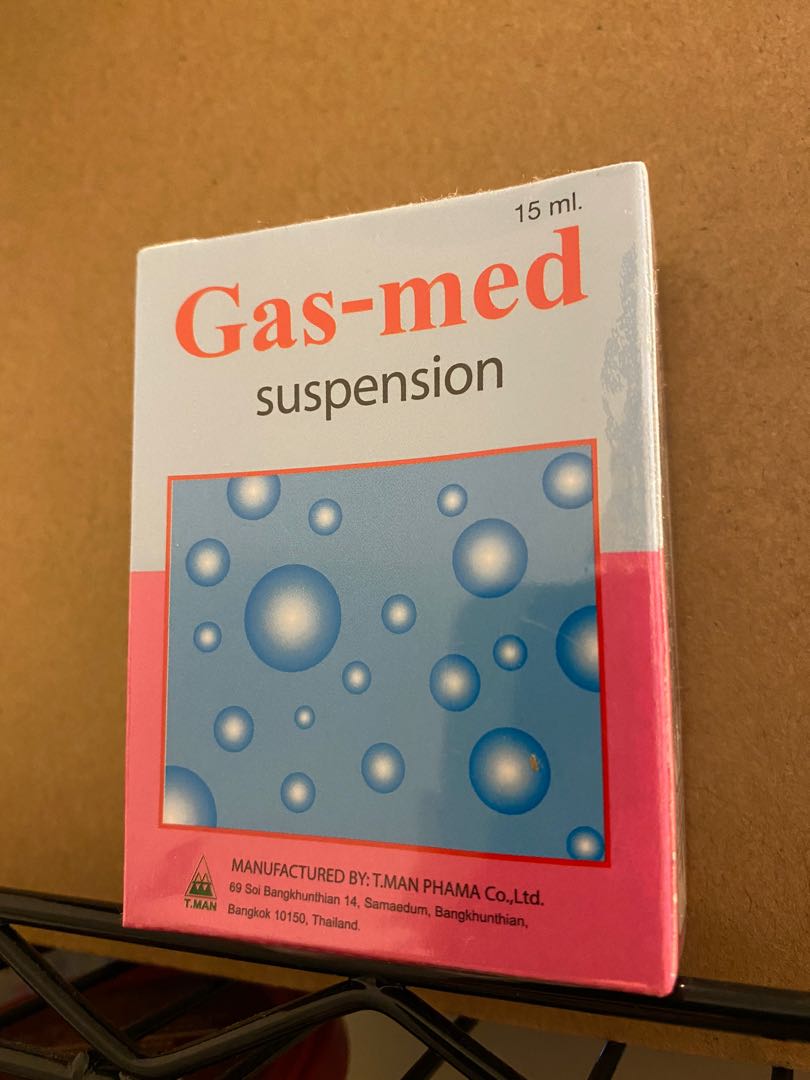 15 ml.
Gas-med
suspension
T.MAN
MANUFACTURED BY: T.MAN PHAMA Co.,Ltd.
69 Soi Bangkhunthian 14, Samaedum, Bangkhunthian,
Bangkok 10150, Thailand.